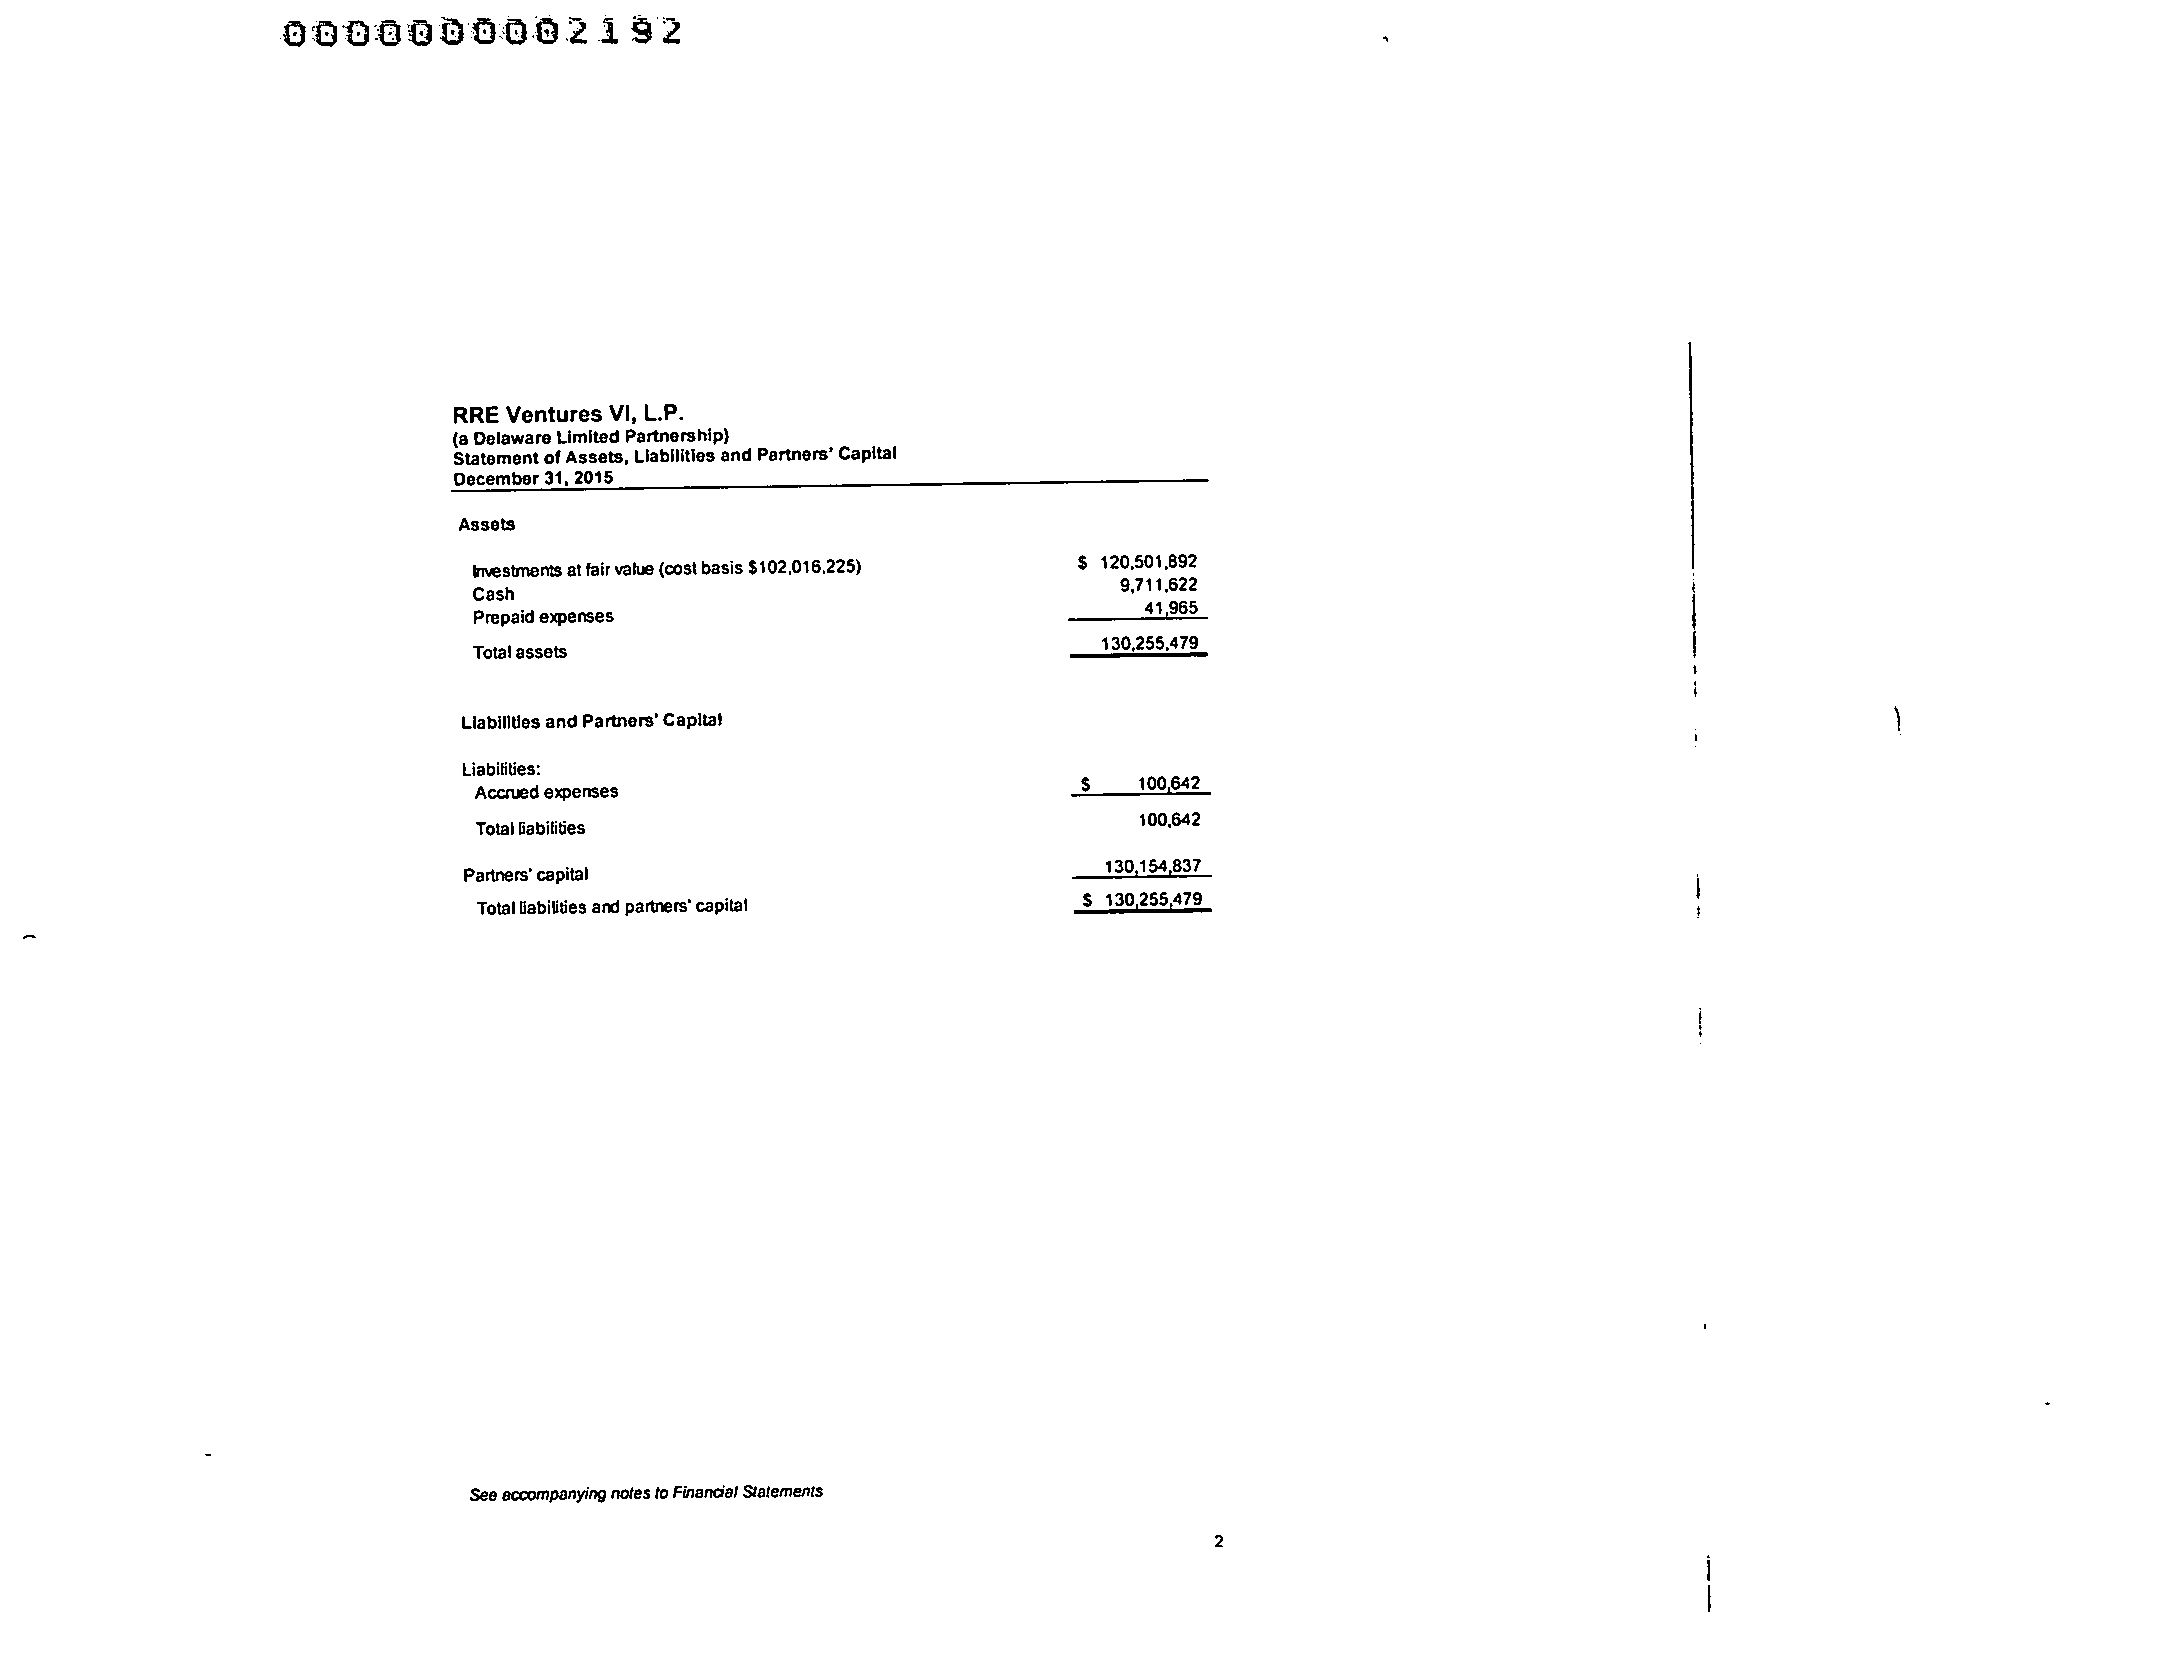 0000000002192
RRE Ventures VI, L.P.
(a Delaware Limited Partnership)
Statement of Assets, Liabilities and Partners' Capital
December 31, 2015
Assets
Investments at fair value (cost basis $102,016,225) $ 120,501,892
Cash 9,711,622
Prepaid expenses 41,965
Total assets 130,255,479
Liabilities and Partners' Capital
Liabilities:
Accrued expenses $ 100,642
Total liabilities 100,642
Partners' capital 130,154,837
Total liabilities and partners' capital $ 130,255,479
See accompanying notes to Financial Statements
2